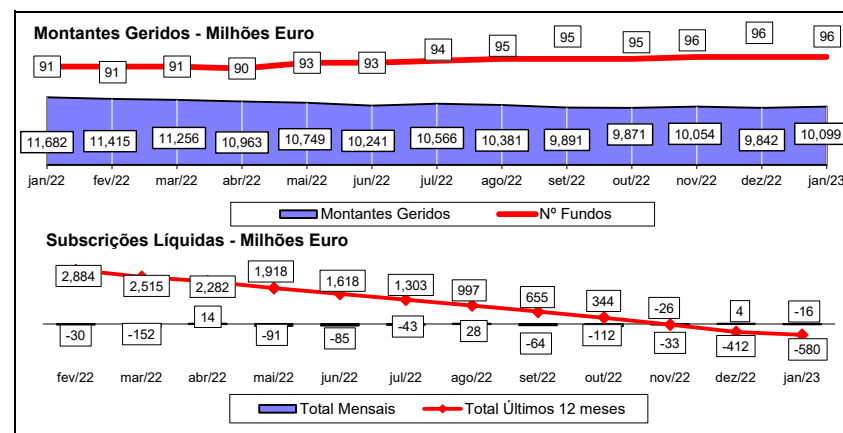 Montantes Geridos - Milhões Euro
91 91 91 90 93 93 94 95 95 95 96 96 96
11,682 11,415 11,256 10,963 10,749 10,241 10,566 10,381 9,891 9,871 10,054 9,842 10,099
jan/22 fev/22 mar/22 abr/22 mai/22 jun/22 jul/22 ago/22 set/22 out/22 nov/22 dez/22 jan/23
Montantes Geridos Nº Fundos
Subscrições Líquidas - Milhões Euro
2,884 2,515 2,282 1,918 1,618 1,303 997 655 344 -26 4 -16
-30 -152 14 -91 -85 -43 28 -64 -112 -33 -412 -580
fev/22 mar/22 abr/22 mai/22 jun/22 jul/22 ago/22 set/22 out/22 nov/22 dez/22 jan/23
Total Mensais Total Últimos 12 meses